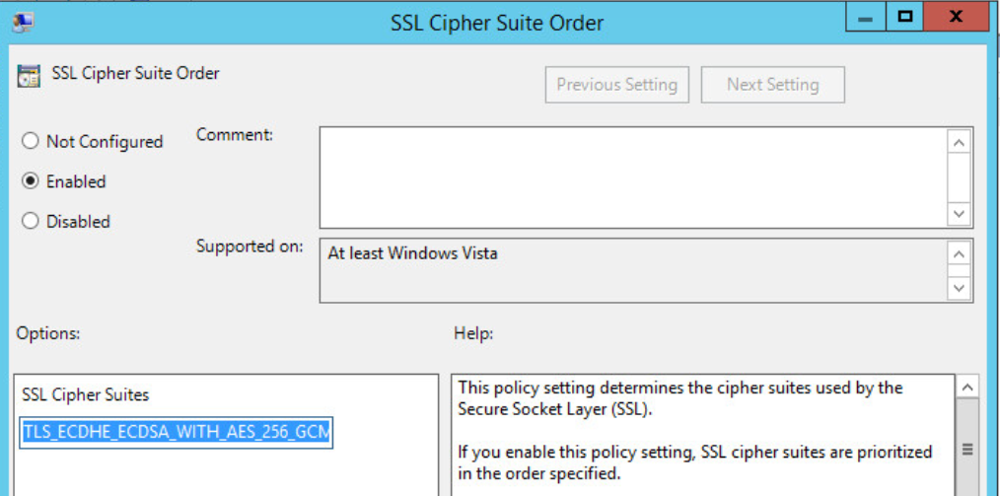 SSL Cipher Suite Order
SSL Cipher Suite Order
Previous Setting
Next Setting
Not Configured
Comment:
Enabled
Disabled
Supported on:
At least Windows Vista
Options:
Help:
SSL Cipher Suites
TLS_ECDHE_ECDSA_WITH_AES_256_GCM
This policy setting determines the cipher suites used by the
Secure Socket Layer (SSL).
If you enable this policy setting, SSL cipher suites are prioritized
in the order specified.